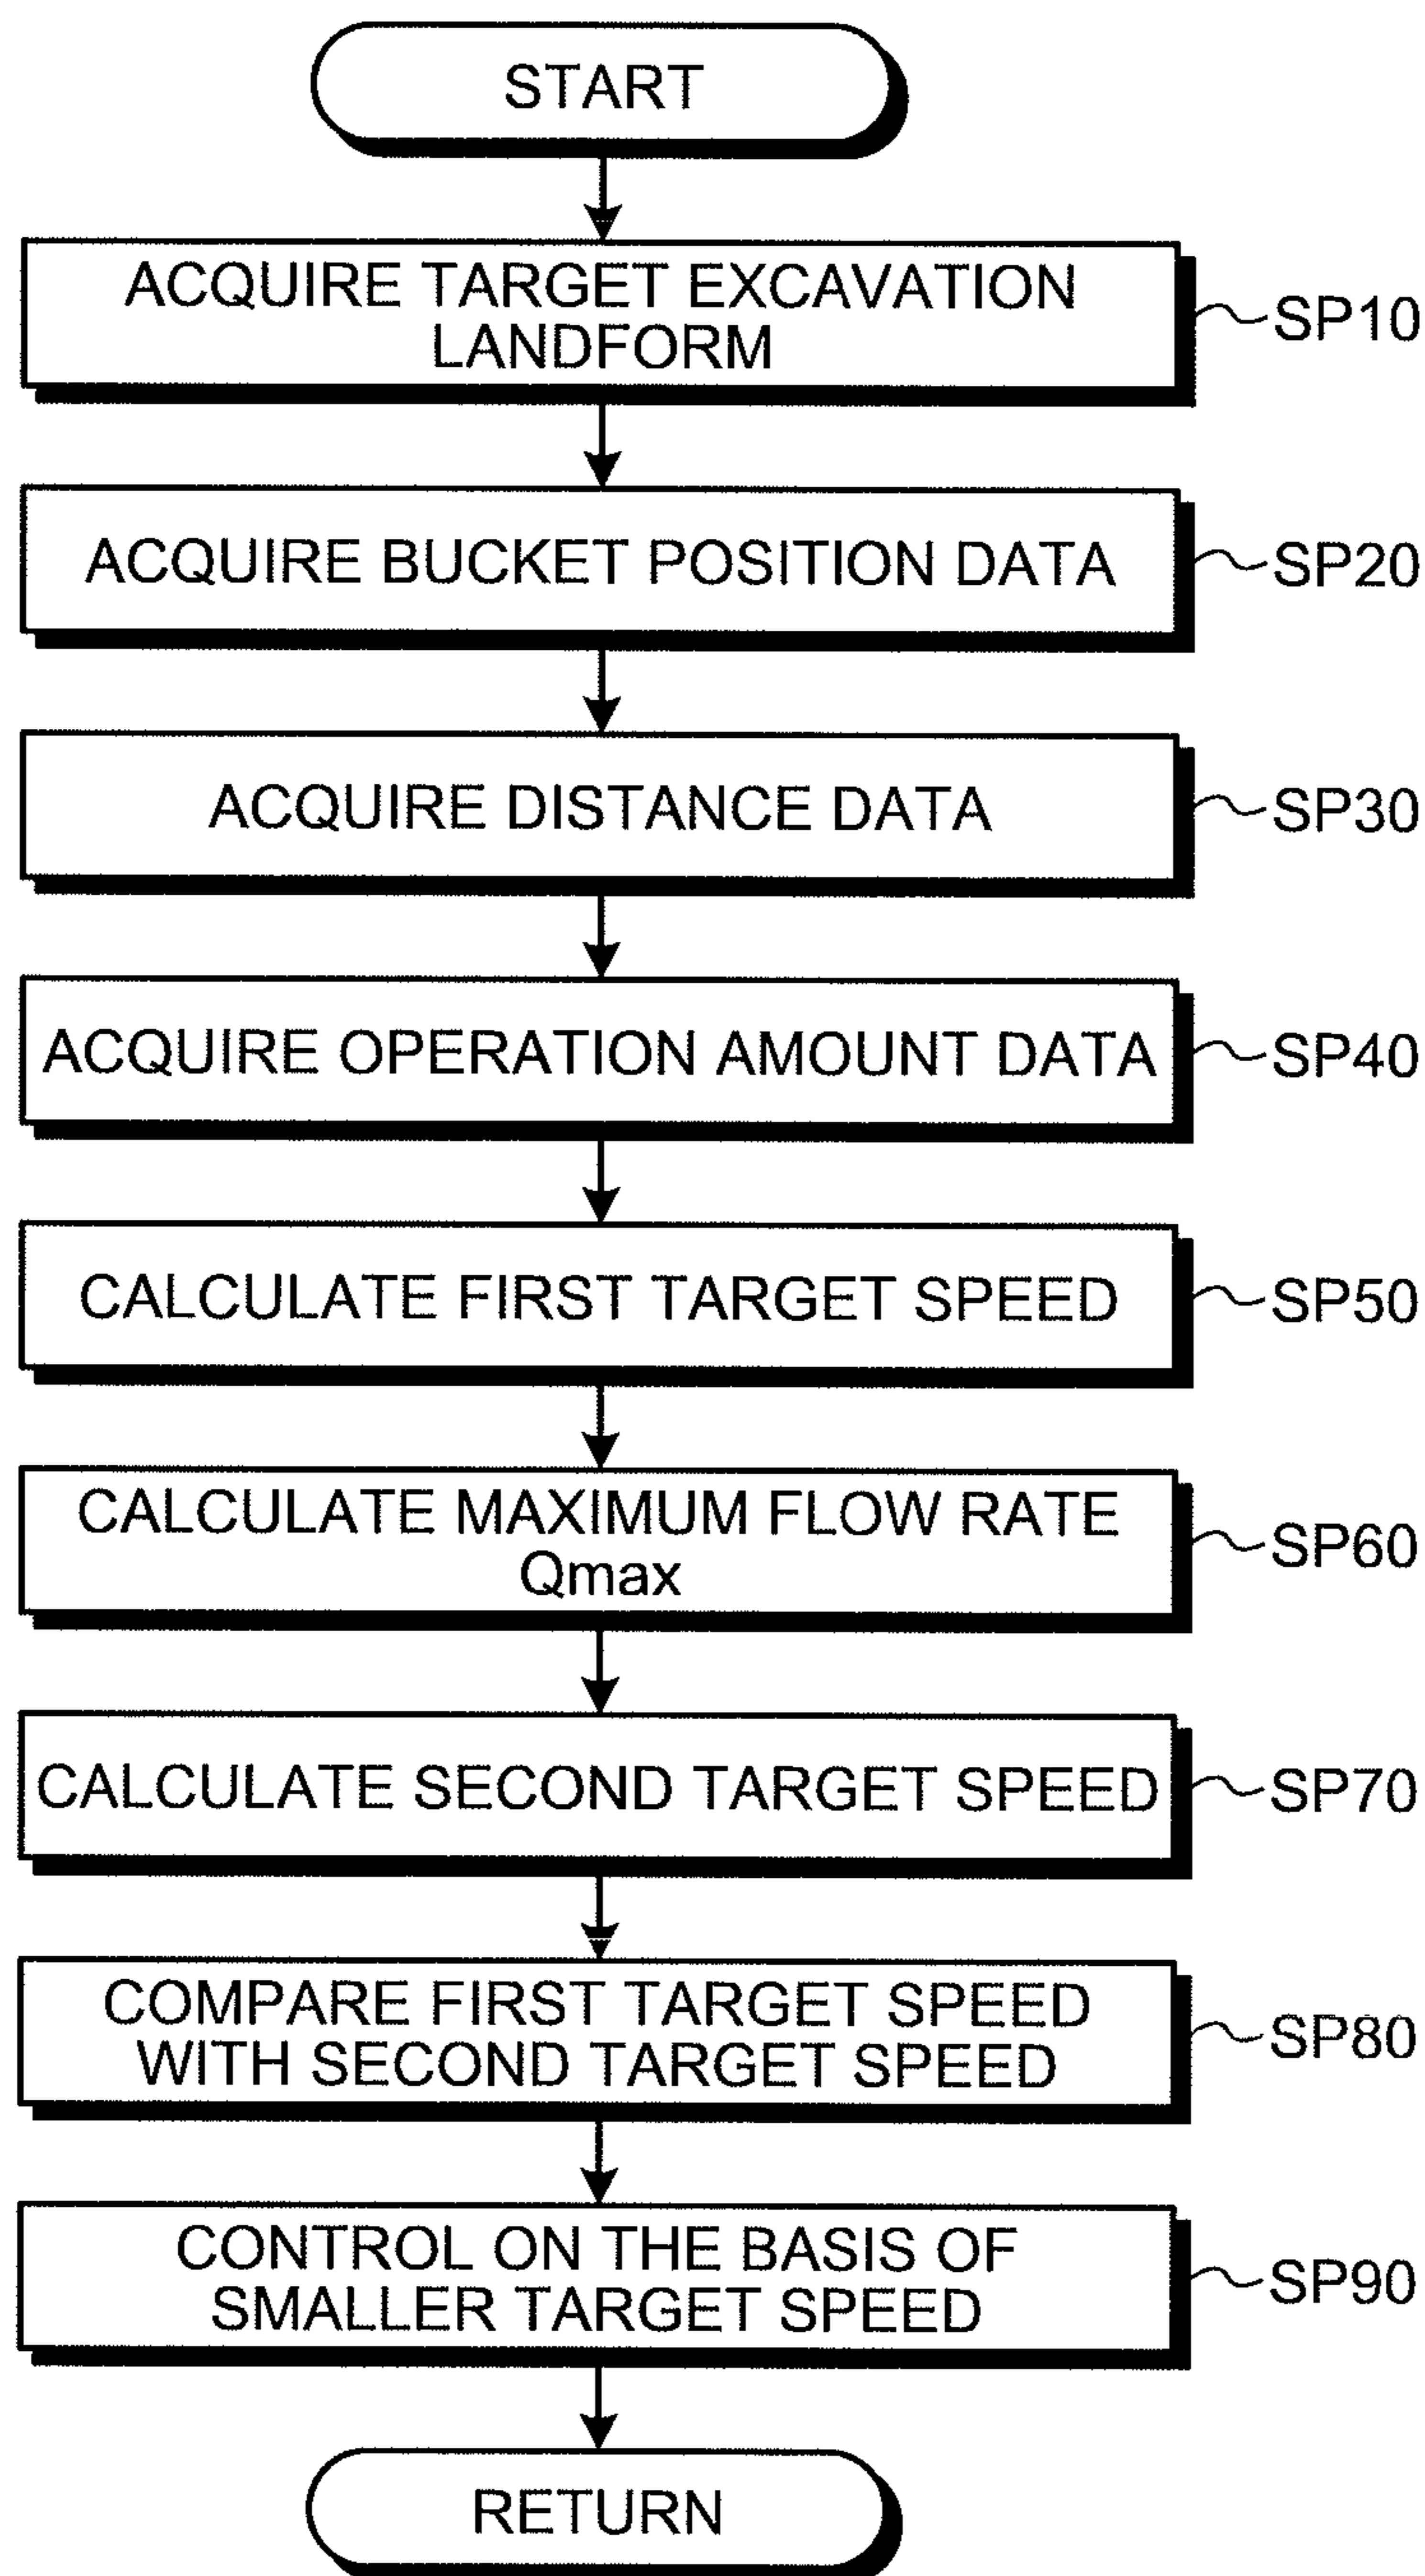 START
ACQUIRE TARGET EXCAVATION
LANDFORM
SP10
ACQUIRE BUCKET POSITION DATA
SP20
ACQUIRE DISTANCE DATA
SP30
ACQUIRE OPERATION AMOUNT DATA
SP40
CALCULATE FIRST TARGET SPEED
SP50
CALCULATE MAXIMUM FLOW RATE
Qmax
SP60
CALCULATE SECOND TARGET SPEED
SP70
COMPARE FIRST TARGET SPEED
WITH SECOND TARGET SPEED
SP80
CONTROL ON THE BASIS OF
SMALLER TARGET SPEED
SP90
RETURN